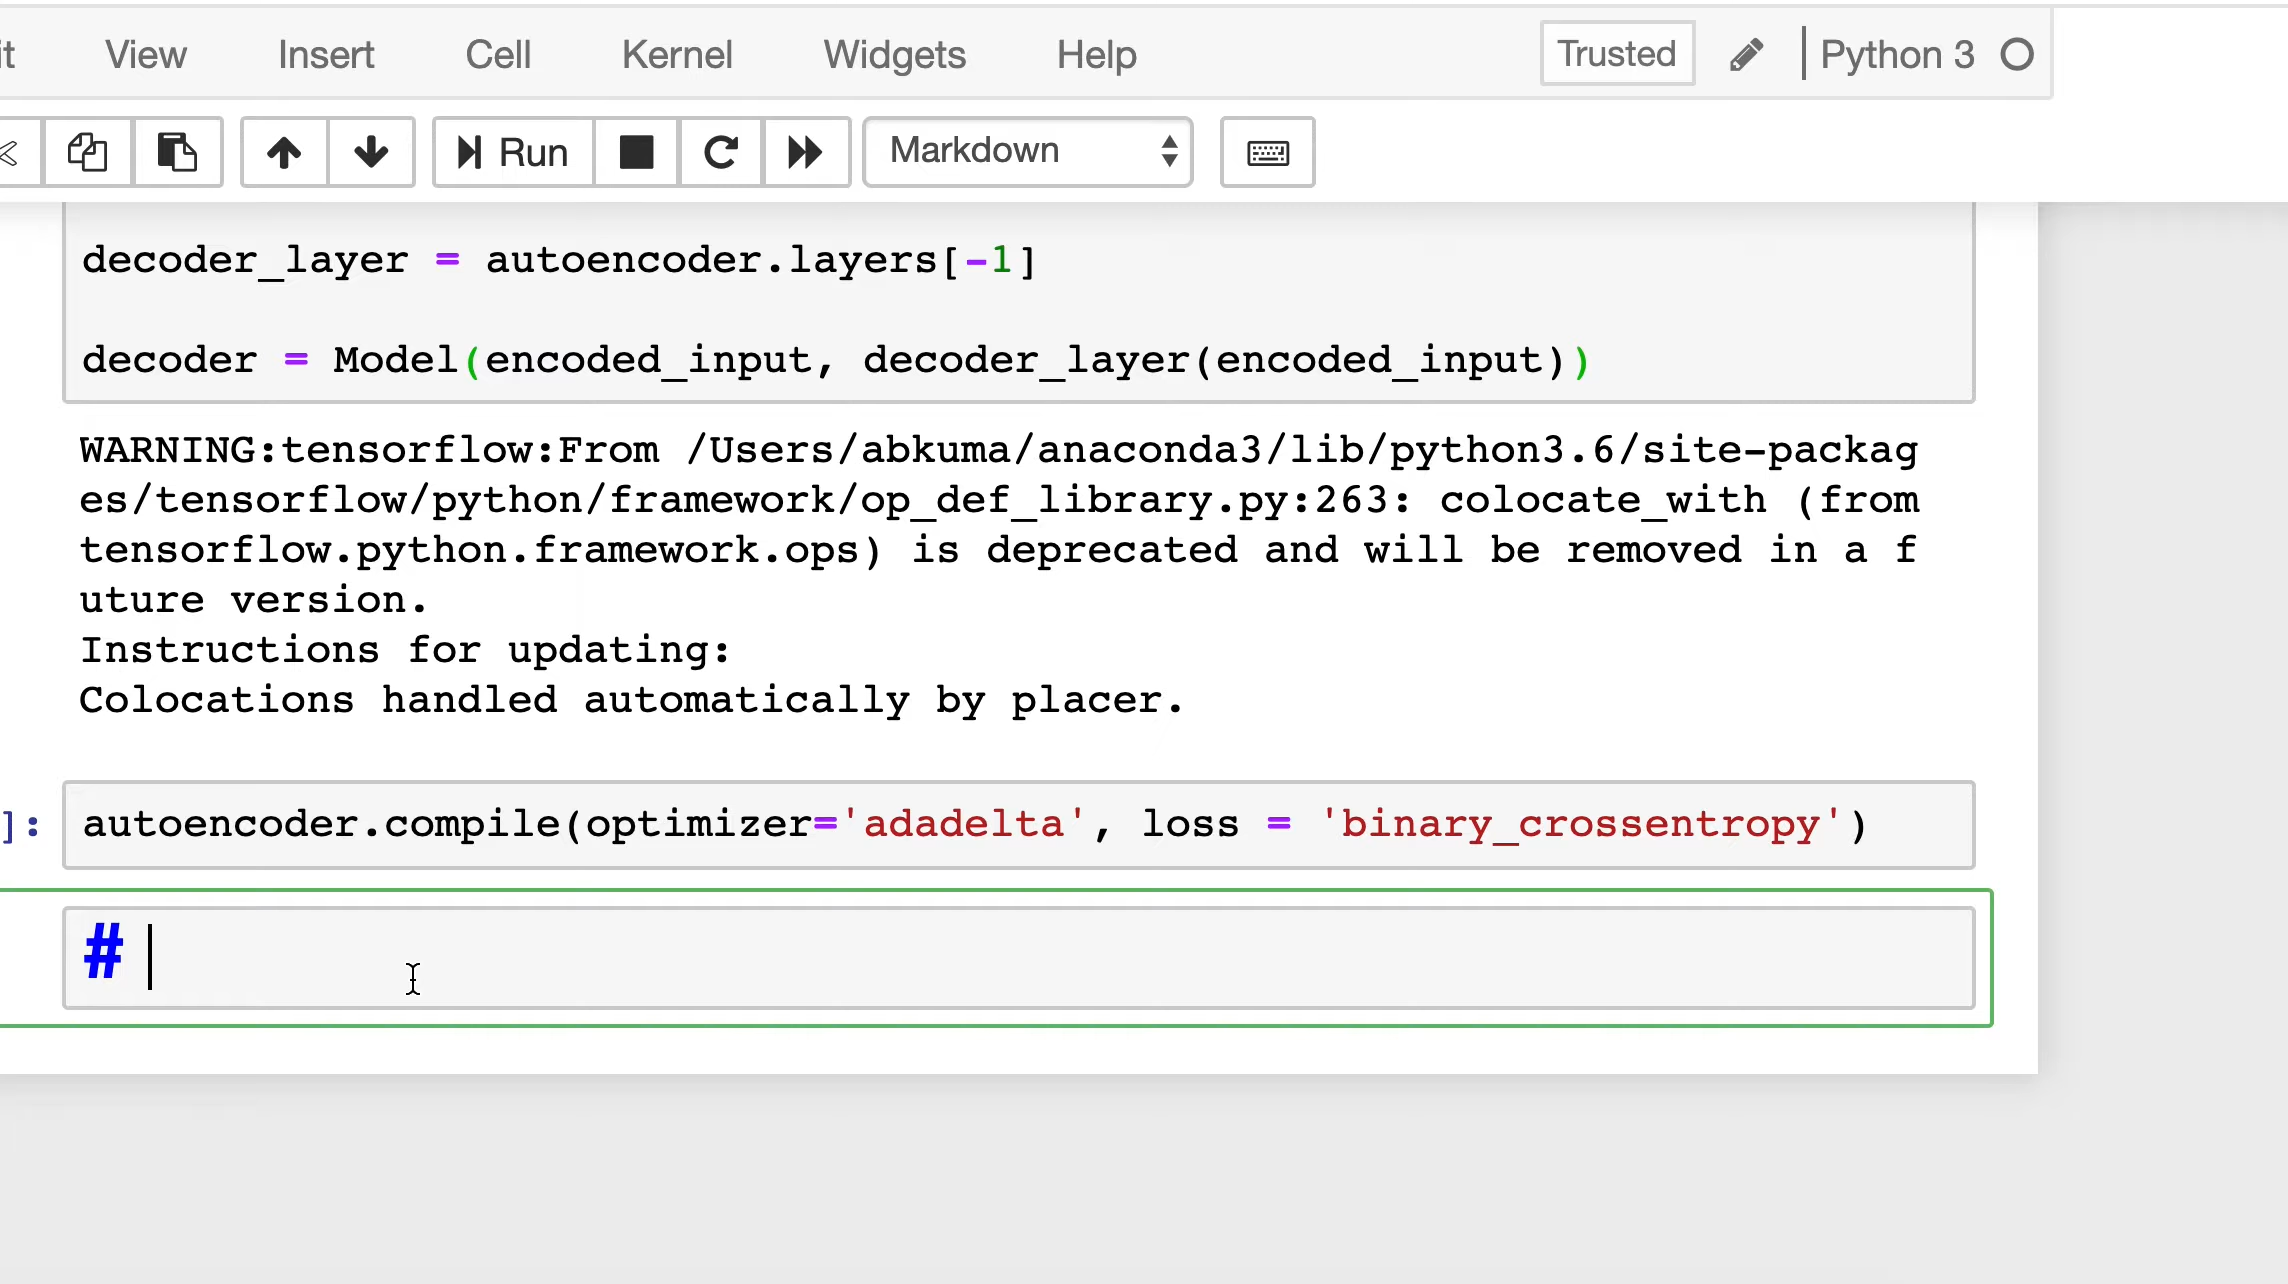 it View Insert Cell Kernel Widgets Help Trusted Python 3
Run Markdown
decoder_layer = autoencoder.layers[-1]
decoder = Model(encoded_input, decoder_layer(encoded_input))
WARNING:tensorflow:From /Users/abkuma/anaconda3/lib/python3.6/site-packag
es/tensorflow/python/framework/op_def_library.py:263: colocate_with (from
tensorflow.python.framework.ops) is deprecated and will be removed in a f
uture version.
Instructions for updating:
Colocations handled automatically by placer.
]: autoencoder.compile(optimizer='adadelta', loss = 'binary_crossentropy')
#